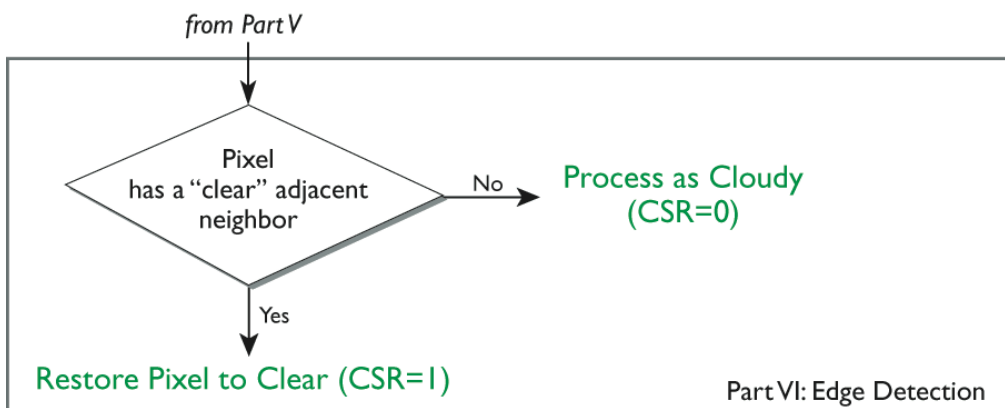 from Part V
Pixel
has a “clear” adjacent
neighbor
No
Process as Cloudy
(CSR=0)
Yes
Restore Pixel to Clear (CSR=1)
Part VI: Edge Detection